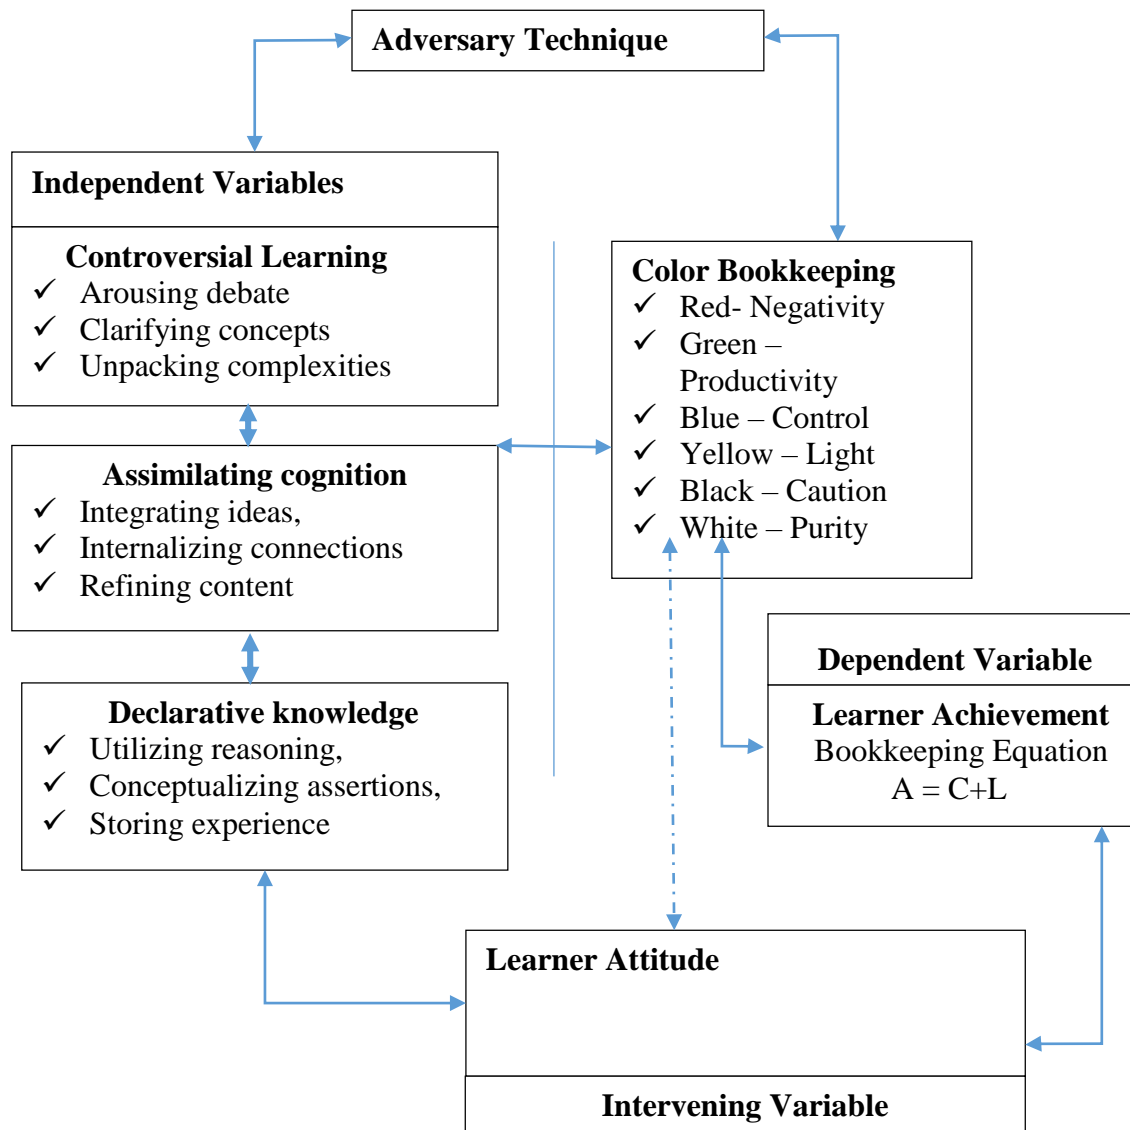 Adversary Technique
Independent Variables
Controversial Learning
✓ Arousing debate
✓ Clarifying concepts
✓ Unpacking complexities
Assimilating cognition
✓ Integrating ideas,
✓ Internalizing connections
✓ Refining content
Declarative knowledge
✓ Utilizing reasoning,
✓ Conceptualizing assertions,
✓ Storing experience
Color Bookkeeping
✓ Red- Negativity
✓ Green –
Productivity
✓ Blue – Control
✓ Yellow – Light
✓ Black – Caution
✓ White – Purity
Dependent Variable
Learner Achievement
Bookkeeping Equation
A = C+L
Learner Attitude
Intervening Variable